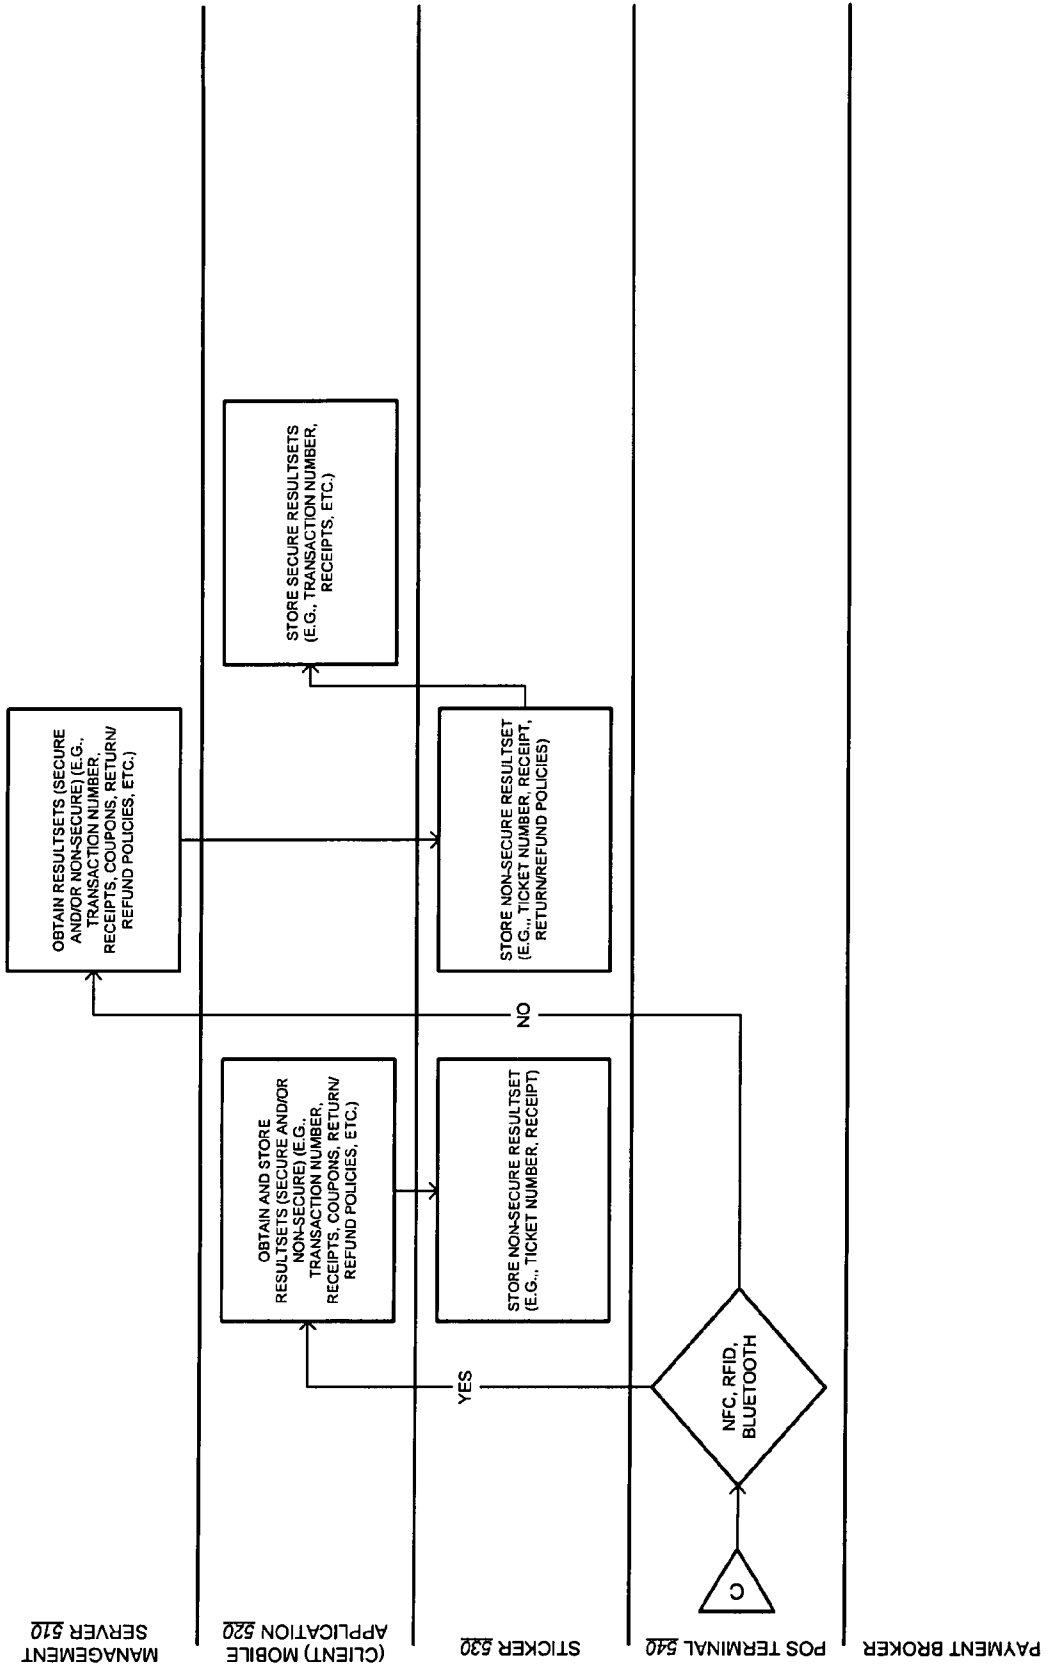 MANAGEMENT
SERVER 510
(CLIENT) MOBILE
APPLICATION 520
STICKER 530
POS TERMINAL 540
PAYMENT BROKER
C
NFC, RFID,
BLUETOOTH
YES
NO
OBTAIN AND STORE
RESULTSETS (SECURE AND/OR
NON-SECURE) (E.G.,
TRANSACTION NUMBER,
RECEIPTS, COUPONS, RETURN/
REFUND POLICIES, ETC.)
STORE NON-SECURE RESULTSET
(E.G.., TICKET NUMBER, RECEIPT)
OBTAIN RESULTSETS (SECURE
AND/OR NON-SECURE) (E.G.,
TRANSACTION NUMBER,
RECEIPTS, COUPONS, RETURN/
REFUND POLICIES, ETC.)
STORE NON-SECURE RESULTSET
(E.G.., TICKET NUMBER, RECEIPT,
RETURN/REFUND POLICIES)
STORE SECURE RESULTSETS
(E.G., TRANSACTION NUMBER,
RECEIPTS, ETC.)